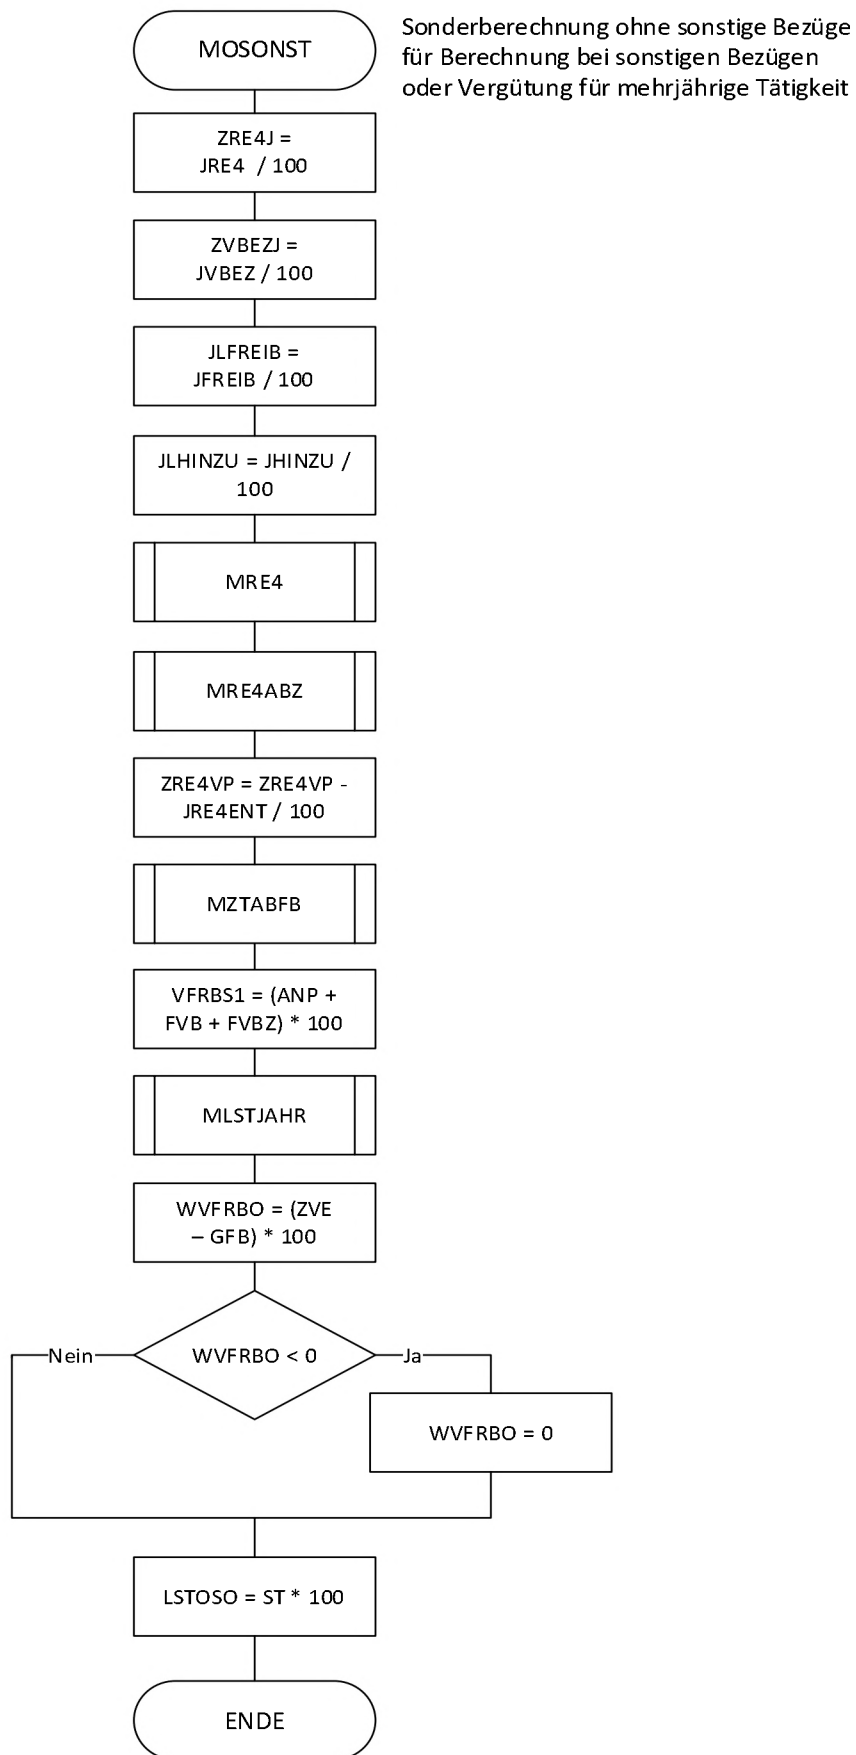 MOSONST
Sonderberechnung ohne sonstige Bezüge
für Berechnung bei sonstigen Bezügen
oder Vergütung für mehrjährige Tätigkeit
ZRE4J =
JRE4 / 100
ZVBEZJ =
JVBEZ / 100
JLFREIB =
JFREIB / 100
JLHINZU = JHINZU /
100
MRE4
MRE4ABZ
ZRE4VP = ZRE4VP -
JRE4ENT / 100
MZTABFB
VFRBS1 = (ANP +
FVB + FVBZ) * 100
MLSTJAHR
WVFRBO = (ZVE
– GFB) * 100
Nein
WVFRBO < 0
Ja
WVFRBO = 0
LSTOSO = ST * 100
ENDE